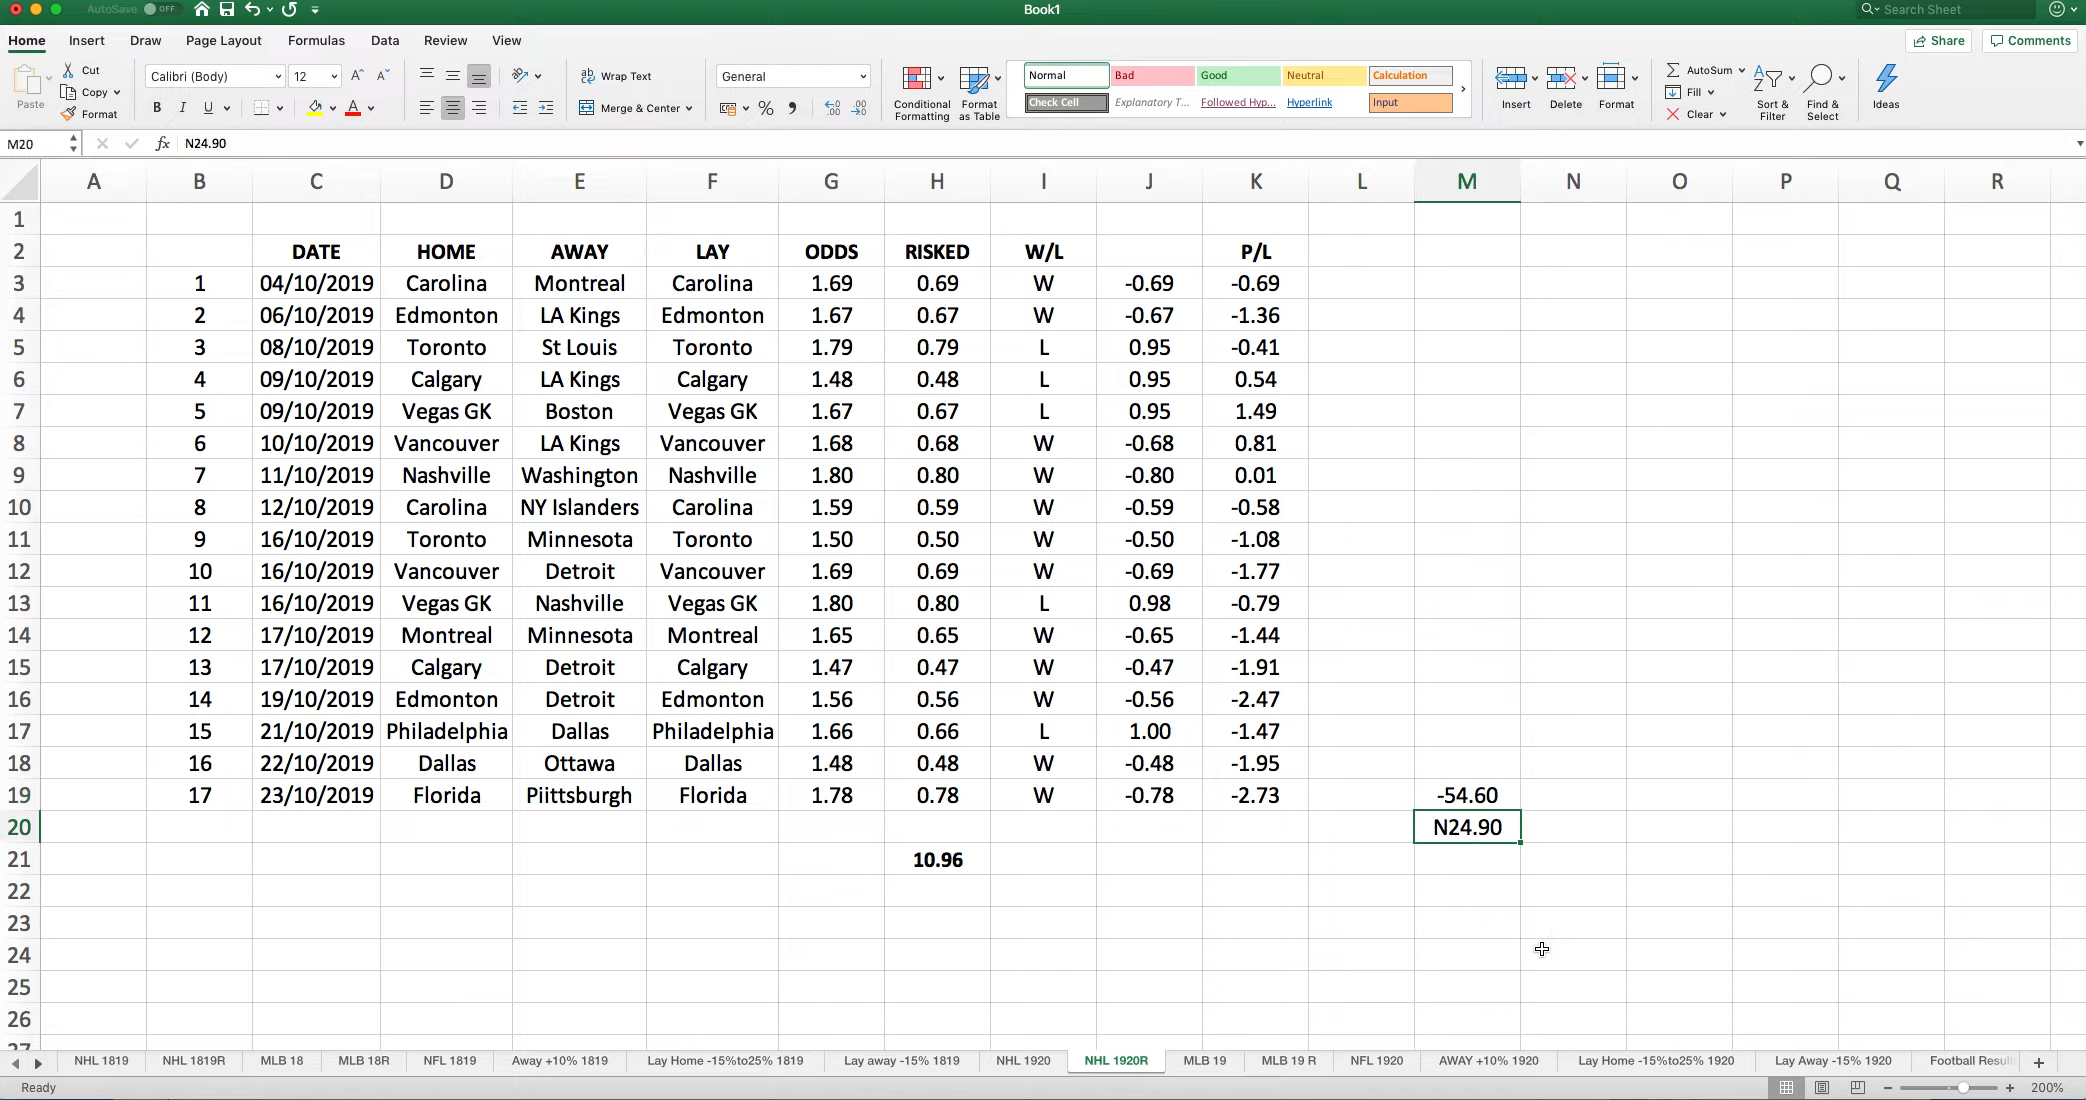 AutoSave OFF Book1 Search Sheet
Home Insert Draw Page Layout Formulas Data Review View Share Comments
Paste Cut Copy Format Calibri (Body) 12 Wrap Text Merge & Center General Conditional Formatting Format as Table Normal Bad Good Neutral Calculation Insert Delete Format AutoSum Fill Clear Sort & Filter Find & Select Ideas
Check Cell Explanatory T... Followed Hyp... Hyperlink Input
M20 fx N24.90
A B C D E F G H I J K L M N O P Q R
1
2 DATE HOME AWAY LAY ODDS RISKED W/L P/L
3 1 04/10/2019 Carolina Montreal Carolina 1.69 0.69 W -0.69 -0.69
4 2 06/10/2019 Edmonton LA Kings Edmonton 1.67 0.67 W -0.67 -1.36
5 3 08/10/2019 Toronto St Louis Toronto 1.79 0.79 L 0.95 -0.41
6 4 09/10/2019 Calgary LA Kings Calgary 1.48 0.48 L 0.95 0.54
7 5 09/10/2019 Vegas GK Boston Vegas GK 1.67 0.67 L 0.95 1.49
8 6 10/10/2019 Vancouver LA Kings Vancouver 1.68 0.68 W -0.68 0.81
9 7 11/10/2019 Nashville Washington Nashville 1.80 0.80 W -0.80 0.01
10 8 12/10/2019 Carolina NY Islanders Carolina 1.59 0.59 W -0.59 -0.58
11 9 16/10/2019 Toronto Minnesota Toronto 1.50 0.50 W -0.50 -1.08
12 10 16/10/2019 Vancouver Detroit Vancouver 1.69 0.69 W -0.69 -1.77
13 11 16/10/2019 Vegas GK Nashville Vegas GK 1.80 0.80 L 0.98 -0.79
14 12 17/10/2019 Montreal Minnesota Montreal 1.65 0.65 W -0.65 -1.44
15 13 17/10/2019 Calgary Detroit Calgary 1.47 0.47 W -0.47 -1.91
16 14 19/10/2019 Edmonton Detroit Edmonton 1.56 0.56 W -0.56 -2.47
17 15 21/10/2019 Philadelphia Dallas Philadelphia 1.66 0.66 L 1.00 -1.47
18 16 22/10/2019 Dallas Ottawa Dallas 1.48 0.48 W -0.48 -1.95
19 17 23/10/2019 Florida Piittsburgh Florida 1.78 0.78 W -0.78 -2.73 -54.60
20 N24.90
21 10.96
22
23
24
25
26
27
NHL 1819 NHL 1819R MLB 18 MLB 18R NFL 1819 Away +10% 1819 Lay Home -15%to25% 1819 Lay away -15% 1819 NHL 1920 NHL 1920R MLB 19 MLB 19 R NFL 1920 AWAY +10% 1920 Lay Home -15%to25% 1920 Lay Away -15% 1920 Football Resul
Ready 200%